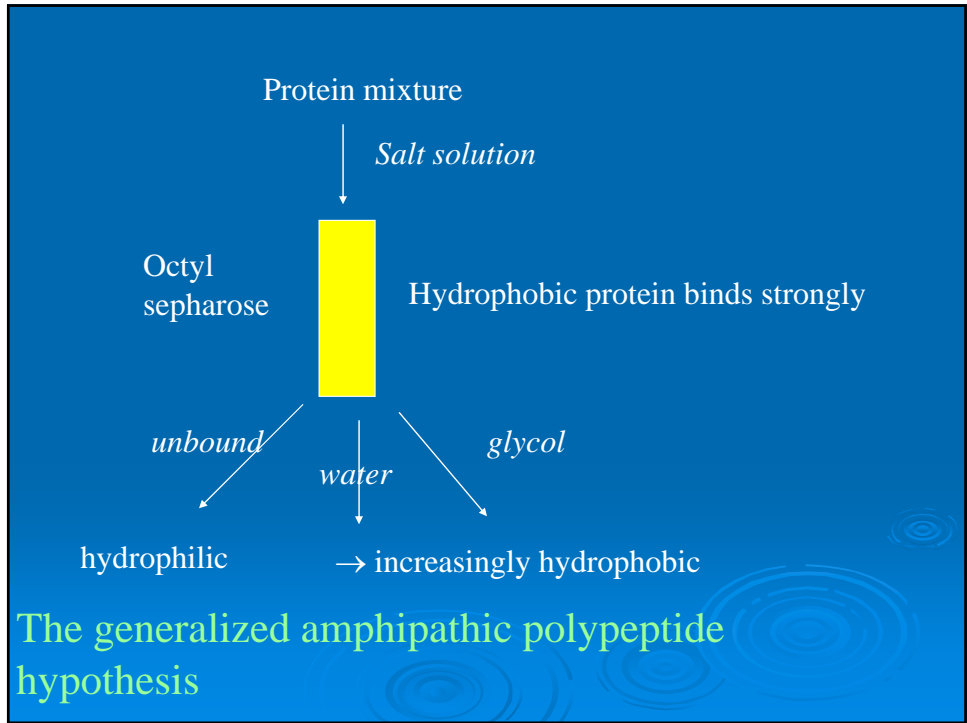 Protein mixture
Salt solution
Octyl
sepharose
Hydrophobic protein binds strongly
unbound
water
glycol
hydrophilic
→ increasingly hydrophobic
The generalized amphipathic polypeptide
hypothesis